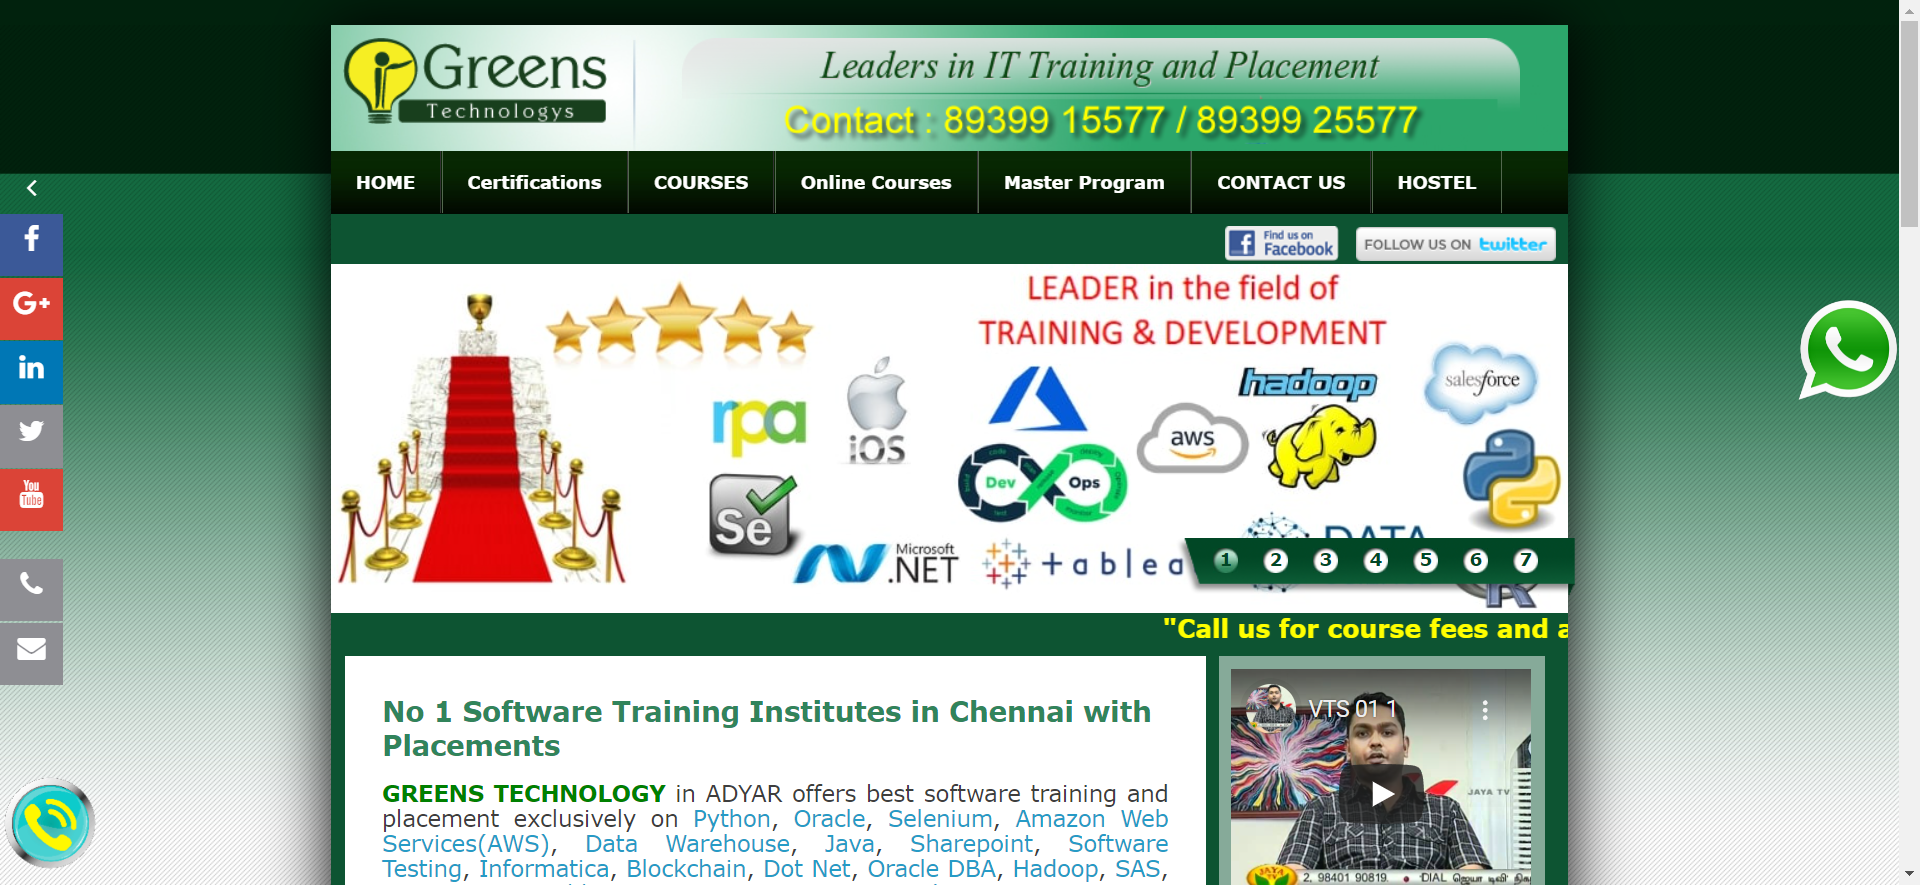 Greens
Technologys
Leaders in IT Training and Placement
Contact : 89399 15577 / 89399 25577
HOME
Certifications
COURSES
Online Courses
Master Program
CONTACT US
HOSTEL
Find us on
Facebook
FOLLOW US ON twitter
G+
in
You
Tube
LEADER in the field of
TRAINING & DEVELOPMENT
rpa
iOS
hadoop
salesforce
aws
Dev
Ops
Se
Microsoft
.NET
+ a b l e a
DATA
R
1 2 3 4 5 6 7
"Call us for course fees and a
No 1 Software Training Institutes in Chennai with
Placements
GREENS TECHNOLOGY in ADYAR offers best software training and
placement exclusively on Python, Oracle, Selenium, Amazon Web
Services(AWS), Data Warehouse, Java, Sharepoint, Software
Testing, Informatica, Blockchain, Dot Net, Oracle DBA, Hadoop, SAS,
VTS 01 1
JAYA TV
JAYA
TV
2, 98401 90819.
DIAL ஜெயா டிவி